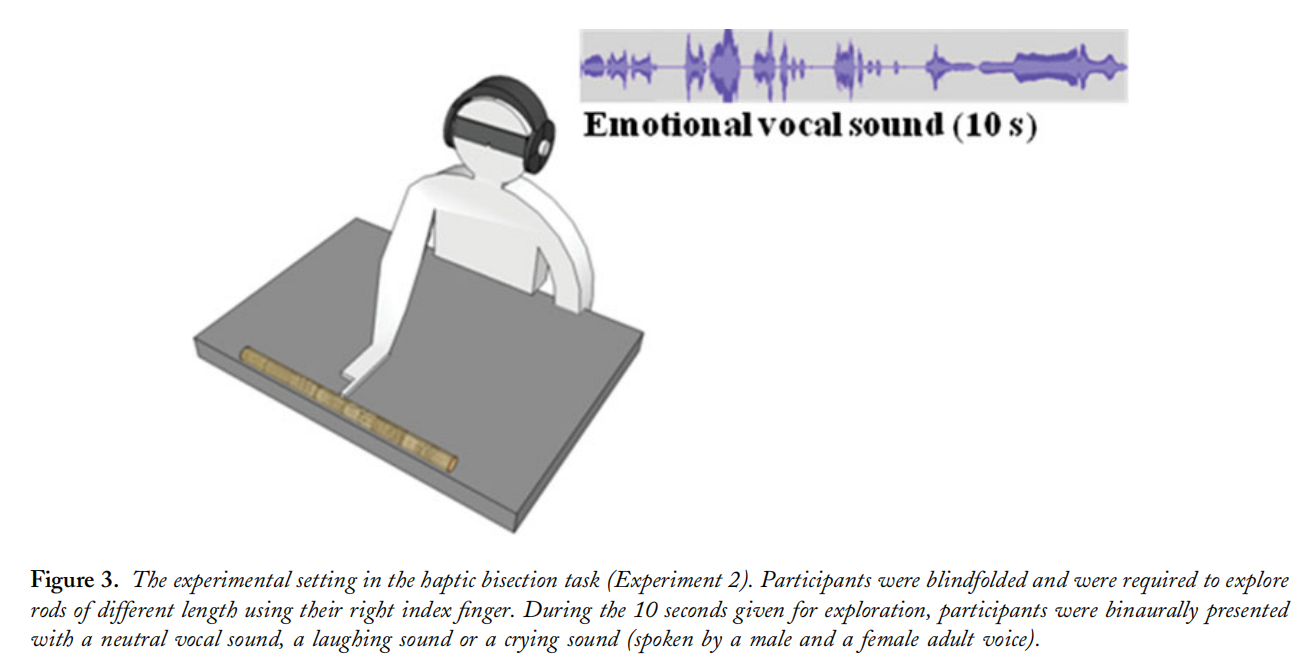 Emotional vocal sound (10 s)
Figure 3. The experimental setting in the haptic bisection task (Experiment 2). Participants were blindfolded and were required to explore
rods of different length using their right index finger. During the 10 seconds given for exploration, participants were binaurally presented
with a neutral vocal sound, a laughing sound or a crying sound (spoken by a male and a female adult voice).